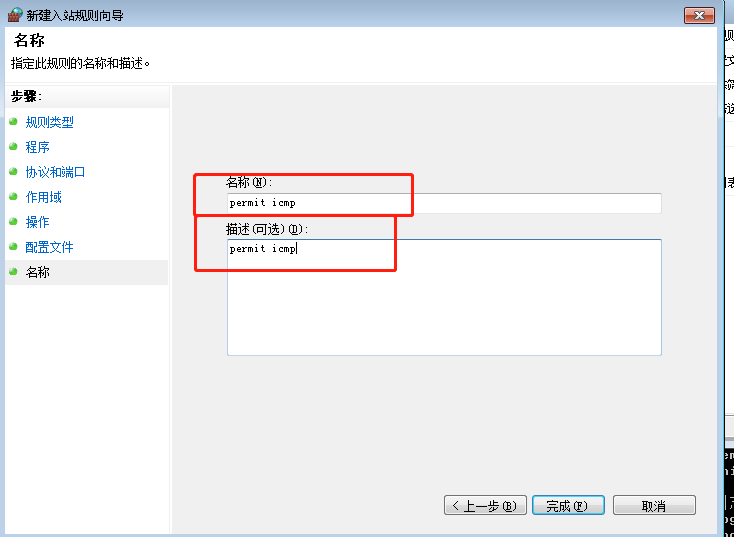 新建入站规则向导
名称
指定此规则的名称和描述。
步骤:
规则类型
程序
协议和端口
作用域
操作
配置文件
名称
名称(N):
permit icmp
描述(可选)(D):
permit icmp
< 上一步(B)
完成(F)
取消